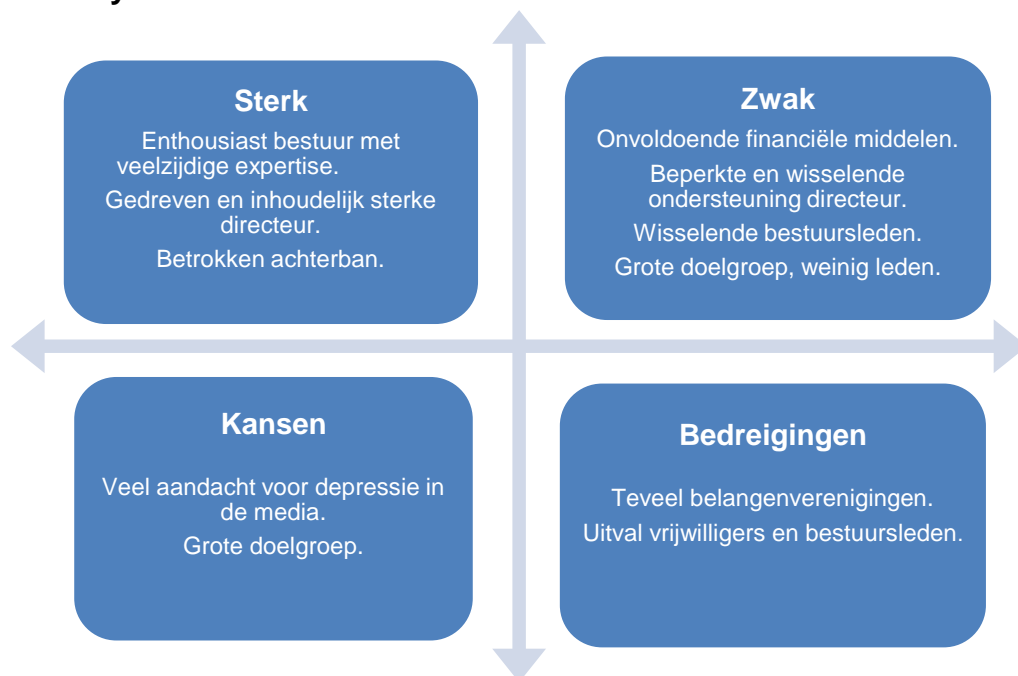 Sterk
Enthousiast bestuur met
veelzijdige expertise.
Gedreven en inhoudelijk sterke
directeur.
Betrokken achterban.
Zwak
Onvoldoende financiële middelen.
Beperkte en wisselende
ondersteuning directeur.
Wisselende bestuursleden.
Grote doelgroep, weinig leden.
Kansen
Veel aandacht voor depressie in
de media.
Grote doelgroep.
Bedreigingen
Teveel belangenverenigingen.
Uitval vrijwilligers en bestuursleden.